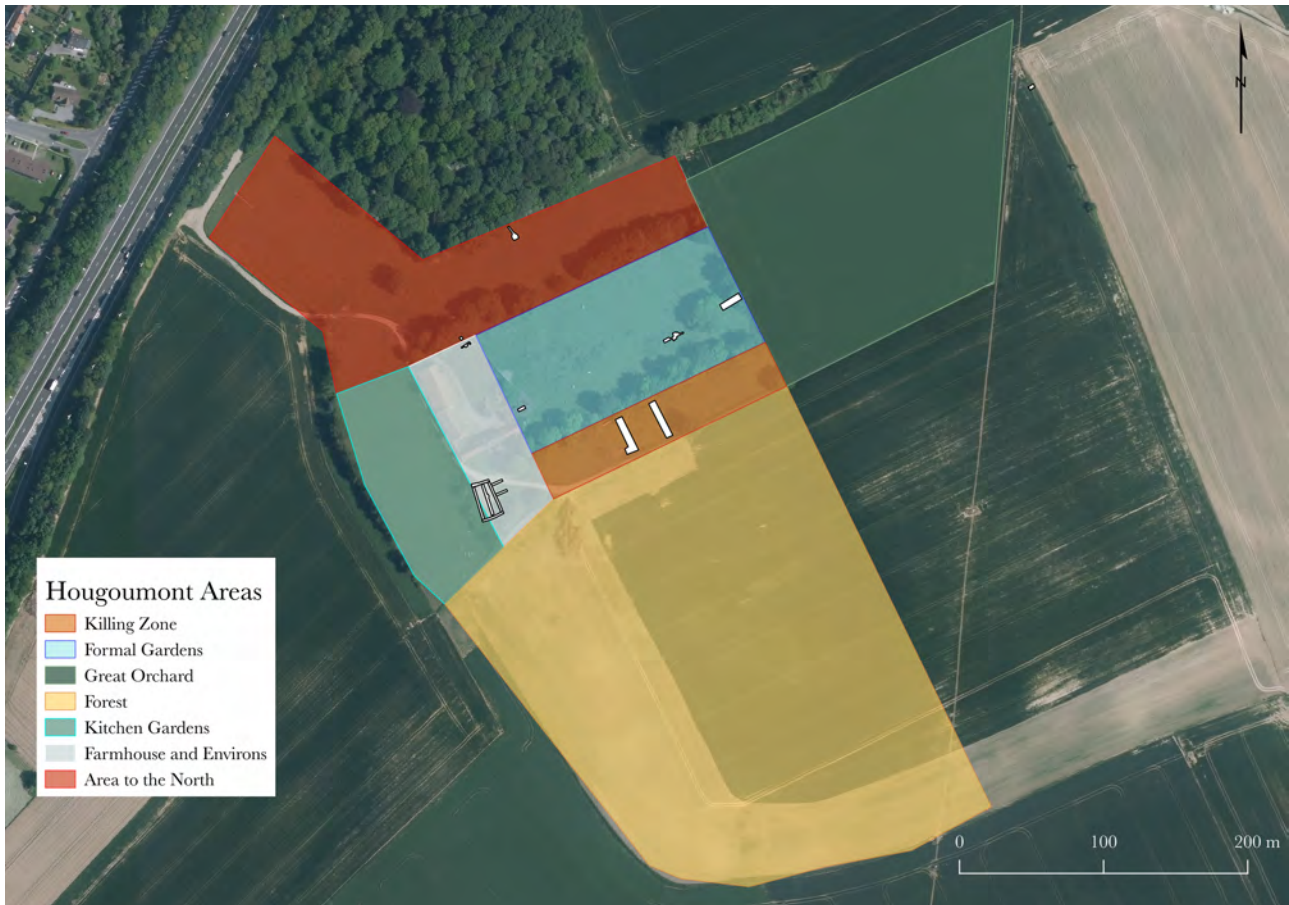 N
Hougoumont Areas
Killing Zone
Formal Gardens
Great Orchard
Forest
Kitchen Gardens
Farmhouse and Environs
Area to the North
0 100 200 m